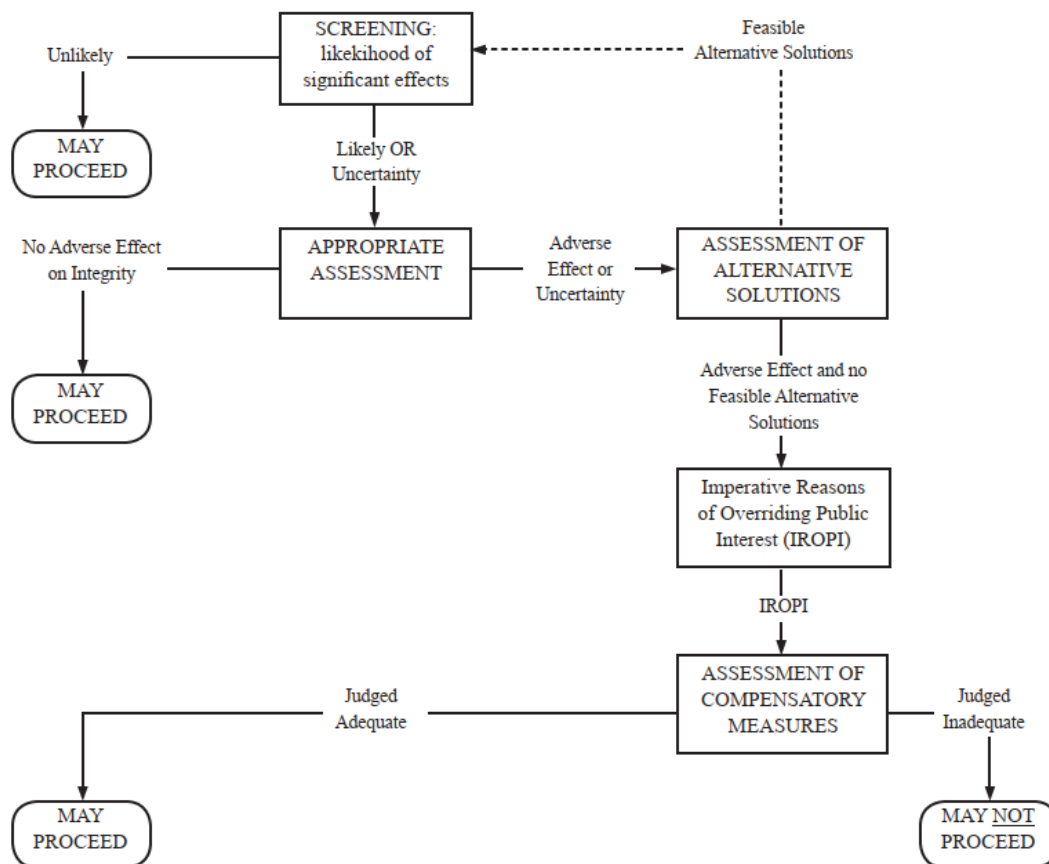 SCREENING:
likekihood of
significant effects
Unlikely
Feasible
Alternative Solutions
MAY
PROCEED
Likely OR
Uncertainty
No Adverse Effect
on Integrity
APPROPRIATE
ASSESSMENT
Adverse
Effect or
Uncertainty
ASSESSMENT OF
ALTERNATIVE
SOLUTIONS
MAY
PROCEED
Adverse Effect and no
Feasible Alternative
Solutions
Imperative Reasons
of Overriding Public
Interest (IROPI)
IROPI
ASSESSMENT OF
COMPENSATORY
MEASURES
Judged
Adequate
Judged
Inadequate
MAY
PROCEED
MAY NOT
PROCEED